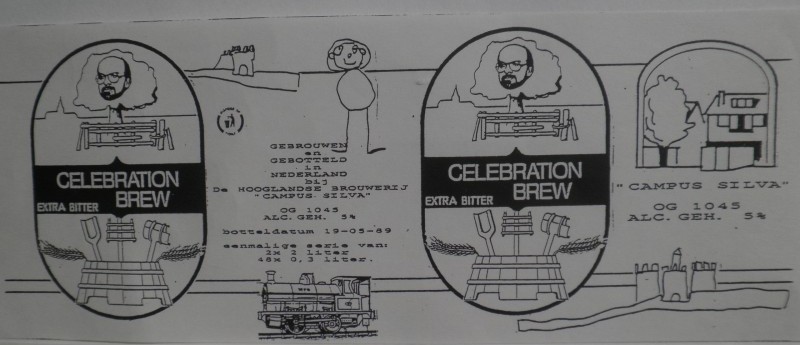 CELEBRATION
BREW
EXTRA BITTER
GEBROUWEN
en
GEBOTTELD
in
NEDERLAND
bij
De HOOGLANDSE BROUWERIJ
"CAMPUS SILVA"
OG 1045
ALC. GEH. 5%
botteldatum 19-05-89
eenmalige serie van:
2x 2 liter
48x 0,3 liter.
CELEBRATION
BREW
EXTRA BITTER
"CAMPUS SILVA"
OG 1045
ALC. GEH. 5%